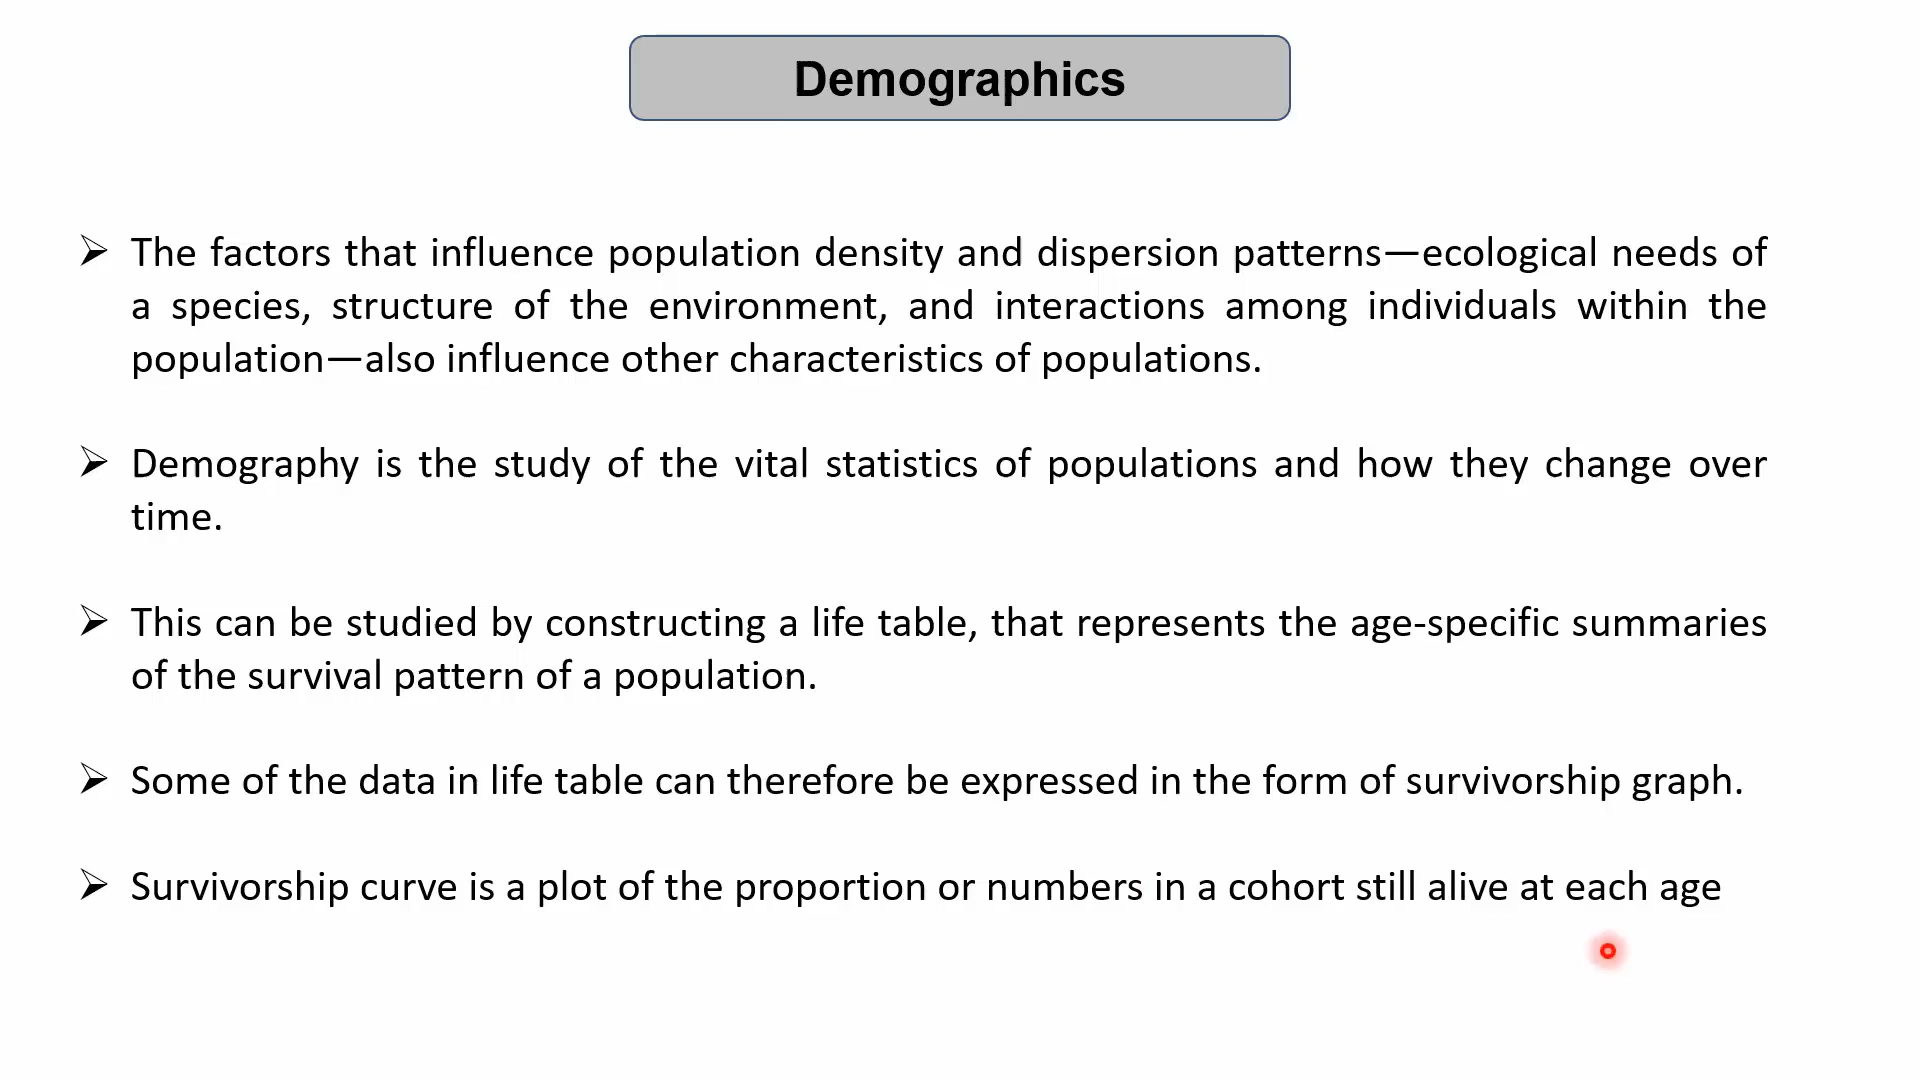 Demographics
➢ The factors that influence population density and dispersion patterns—ecological needs of
a species, structure of the environment, and interactions among individuals within the
population—also influence other characteristics of populations.
➢ Demography is the study of the vital statistics of populations and how they change over
time.
➢ This can be studied by constructing a life table, that represents the age-specific summaries
of the survival pattern of a population.
➢ Some of the data in life table can therefore be expressed in the form of survivorship graph.
➢ Survivorship curve is a plot of the proportion or numbers in a cohort still alive at each age